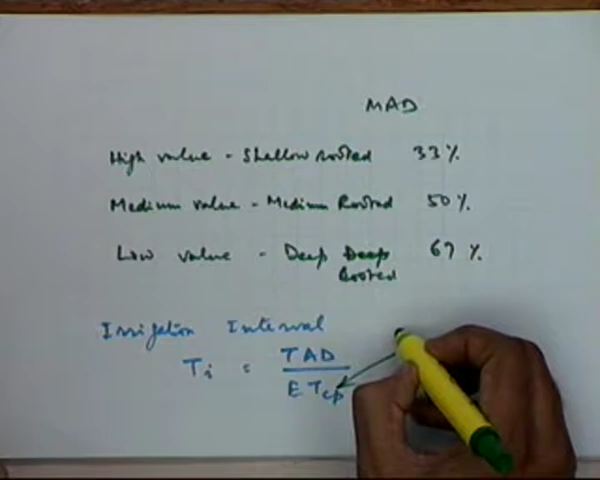 MAD
High value - Shallow rooted 33%
Medium value - Medium Rooted 50%
Low value - Deep Deep 67%
Rooted
Irrigation Interval
Ti = TAD / ETcp